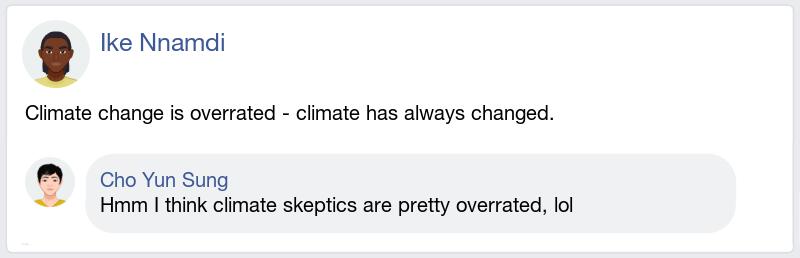 Ike Nnamdi
Climate change is overrated - climate has always changed.
Cho Yun Sung
Hmm I think climate skeptics are pretty overrated, lol